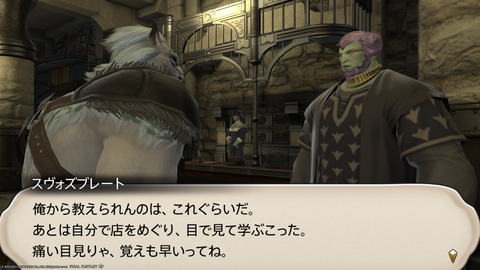 スヴォズブレート
俺から教えられんのは、これぐらいだ。
あとは自分で店をめぐり、目で見て学ぶこった。
痛い目見りゃ、覚えも早いってね。